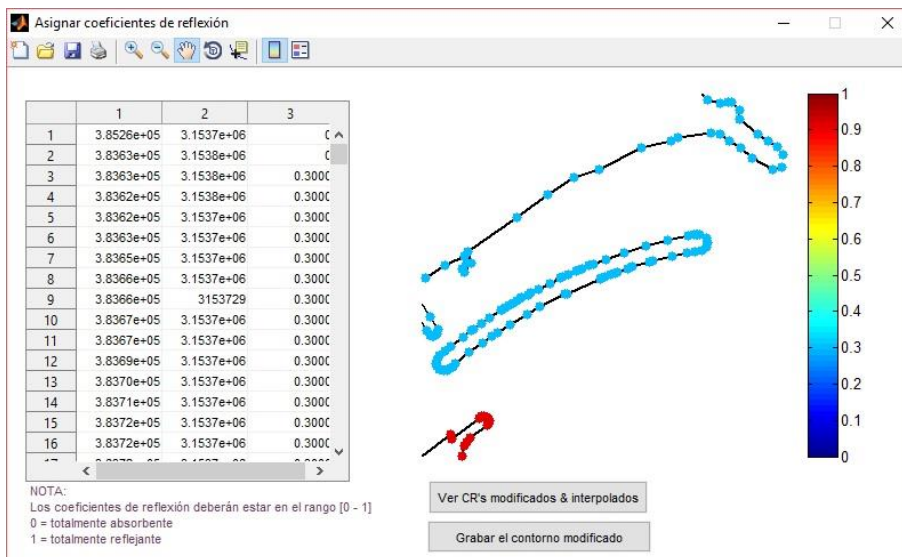 Asignar coeficientes de reflexión
1 2 3
1 3.8526e+05 3.1537e+06 0
2 3.8363e+05 3.1538e+06 0
3 3.8363e+05 3.1538e+06 0.3000
4 3.8362e+05 3.1538e+06 0.3000
5 3.8362e+05 3.1537e+06 0.3000
6 3.8363e+05 3.1537e+06 0.3000
7 3.8365e+05 3.1537e+06 0.3000
8 3.8366e+05 3.1537e+06 0.3000
9 3.8366e+05 3153729 0.3000
10 3.8367e+05 3.1537e+06 0.3000
11 3.8367e+05 3.1537e+06 0.3000
12 3.8369e+05 3.1537e+06 0.3000
13 3.8370e+05 3.1537e+06 0.3000
14 3.8371e+05 3.1537e+06 0.3000
15 3.8372e+05 3.1537e+06 0.3000
16 3.8372e+05 3.1537e+06 0.3000
NOTA:
Los coeficientes de reflexión deberán estar en el rango [0 - 1]
0 = totalmente absorbente
1 = totalmente reflejante
1
0.9
0.8
0.7
0.6
0.5
0.4
0.3
0.2
0.1
0
Ver CR's modificados & interpolados
Grabar el contorno modificado